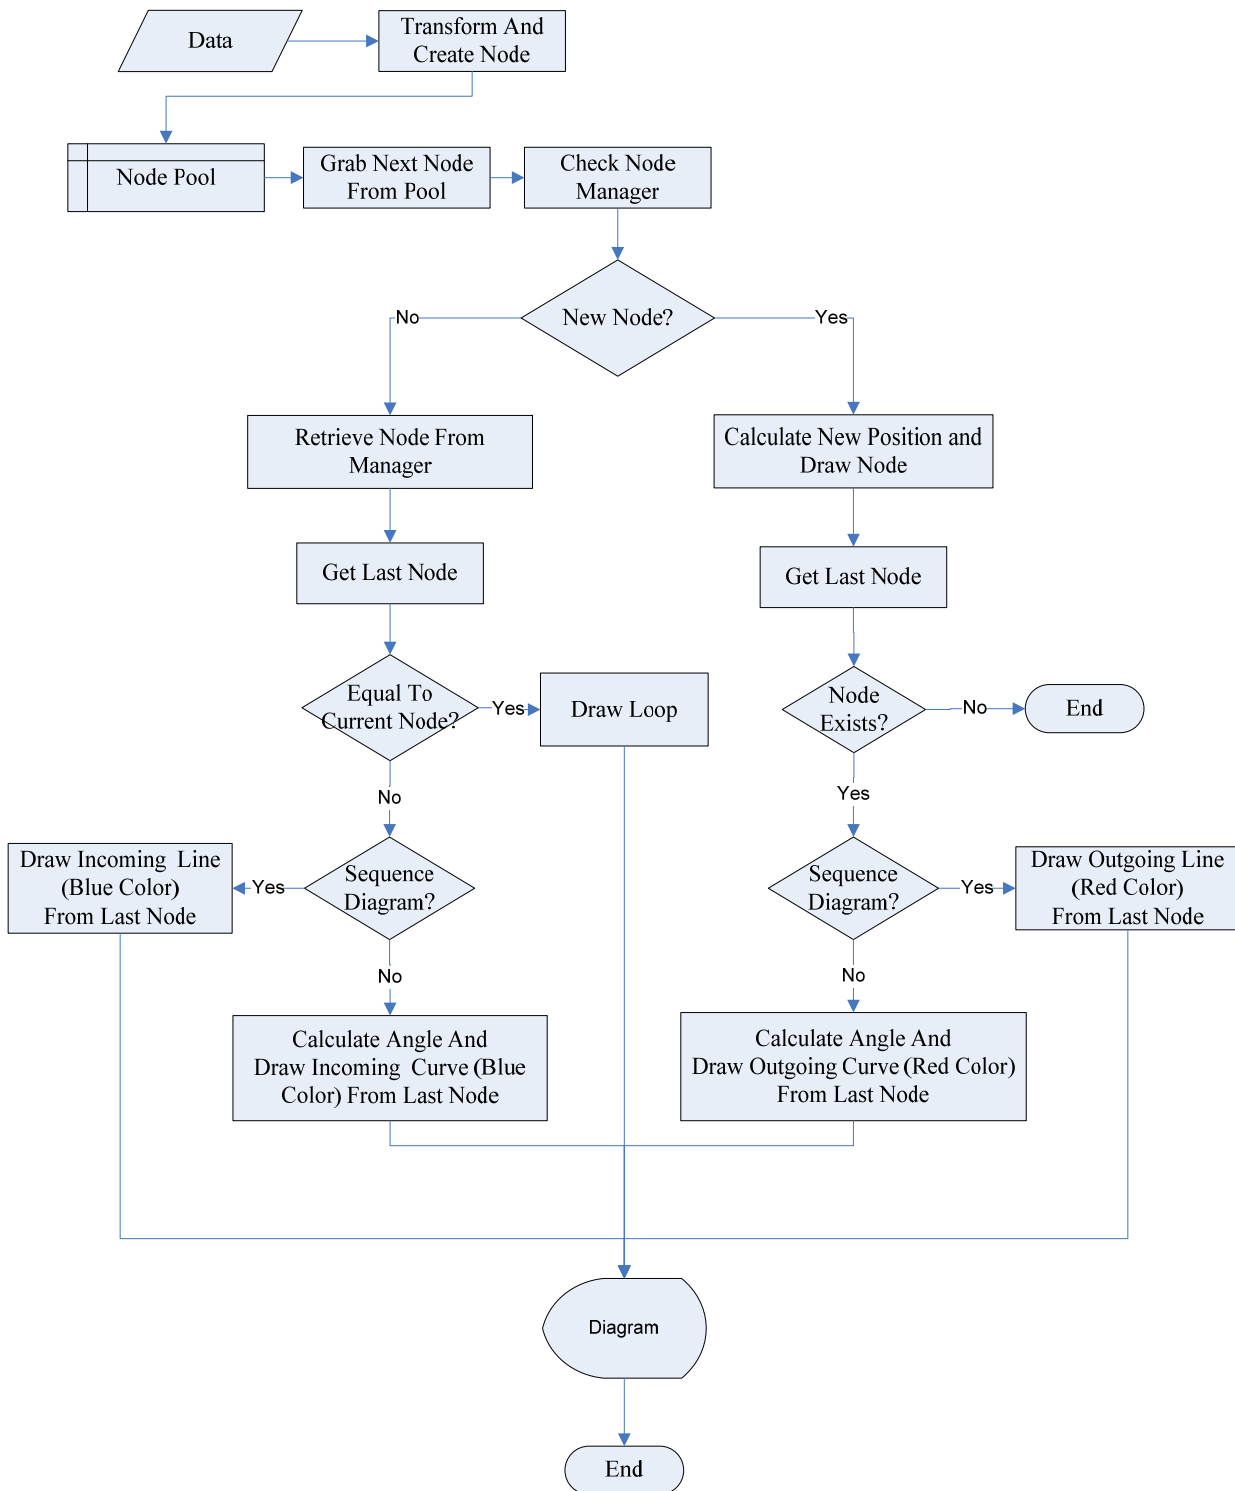 Data
Transform And
Create Node
Node Pool
Grab Next Node
From Pool
Check Node
Manager
New Node?
No
Yes
Retrieve Node From
Manager
Calculate New Position and
Draw Node
Get Last Node
Get Last Node
Equal To
Current Node?
Yes
Draw Loop
Node
Exists?
No
End
No
Yes
Draw Incoming Line
(Blue Color)
From Last Node
Yes
Sequence
Diagram?
Sequence
Diagram?
Yes
Draw Outgoing Line
(Red Color)
From Last Node
No
No
Calculate Angle And
Draw Incoming Curve (Blue
Color) From Last Node
Calculate Angle And
Draw Outgoing Curve (Red Color)
From Last Node
Diagram
End